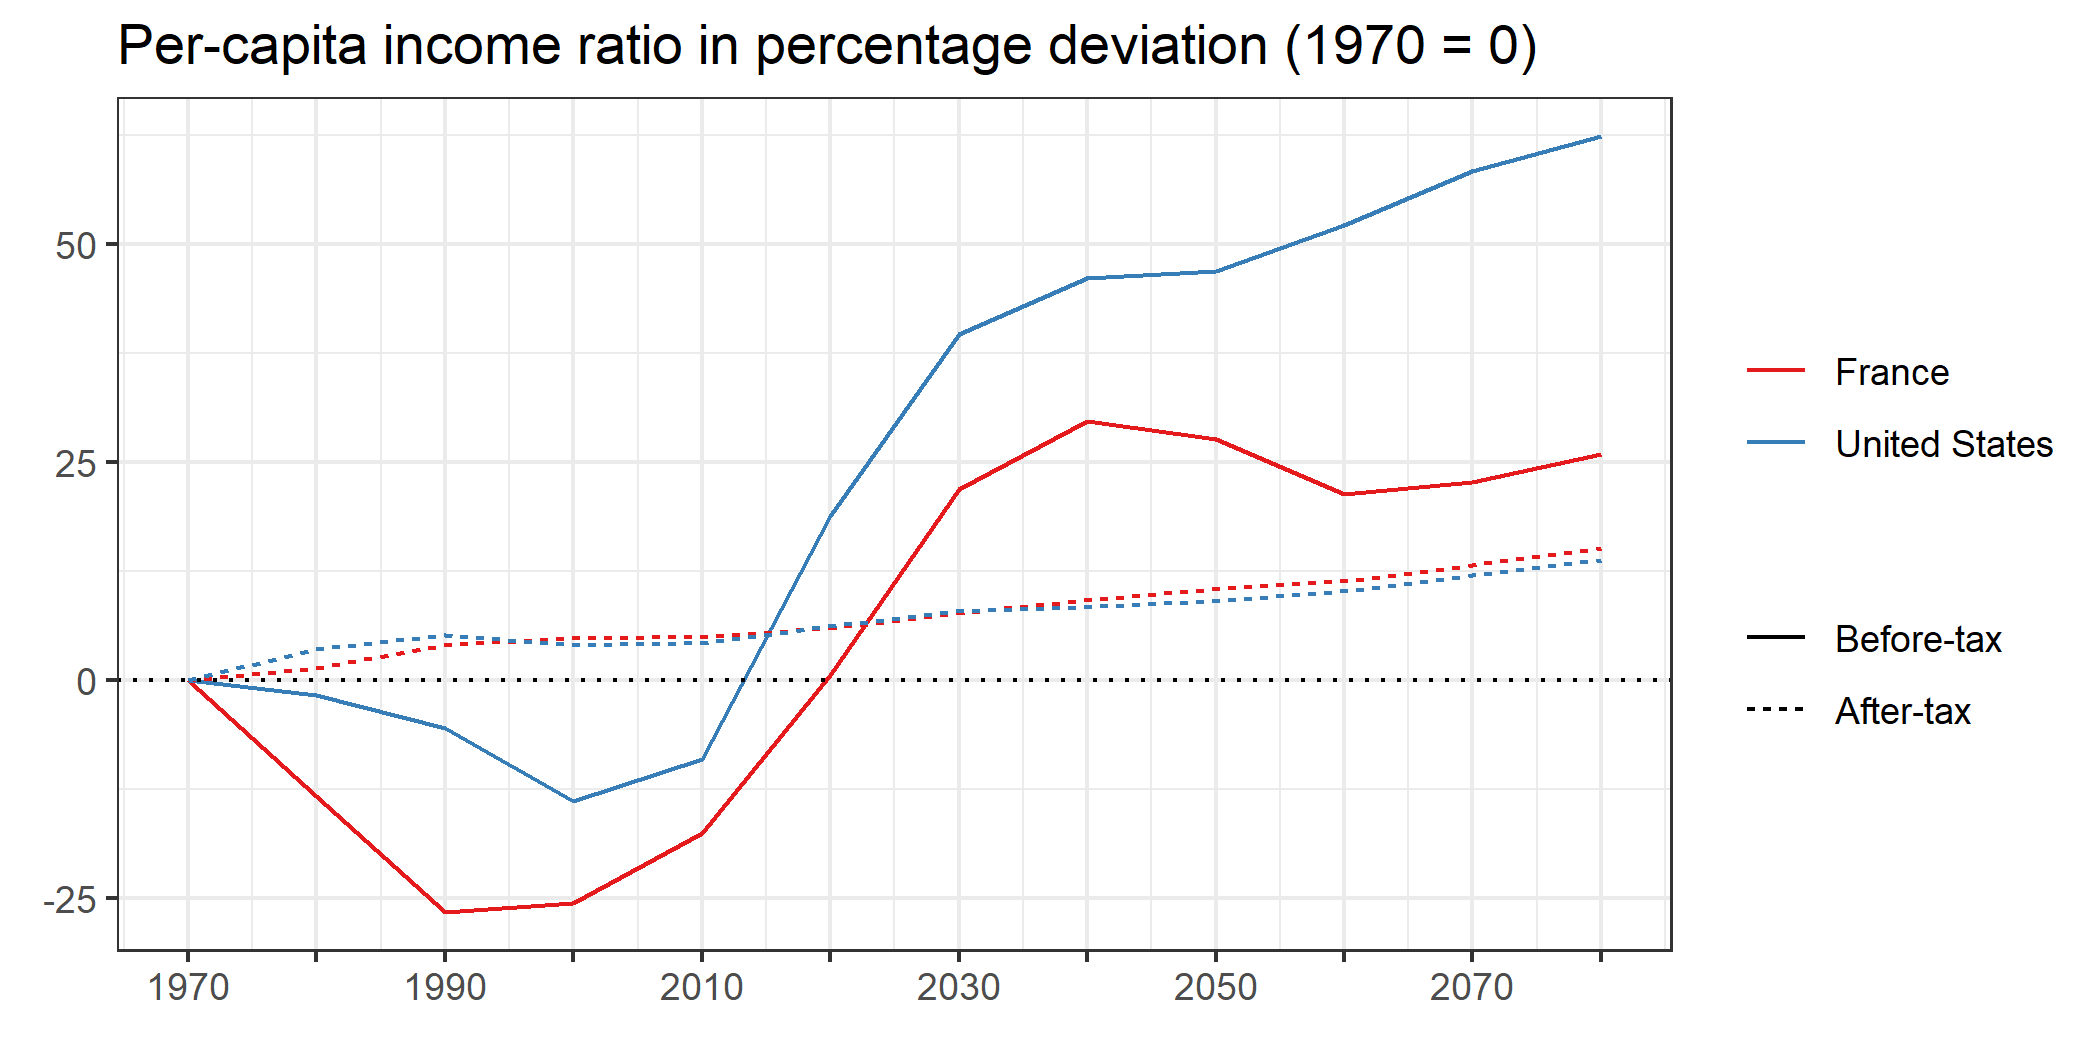 Per-capita income ratio in percentage deviation (1970 = 0)
50
25
0
-25
1970 1990 2010 2030 2050 2070
France
United States
Before-tax
After-tax